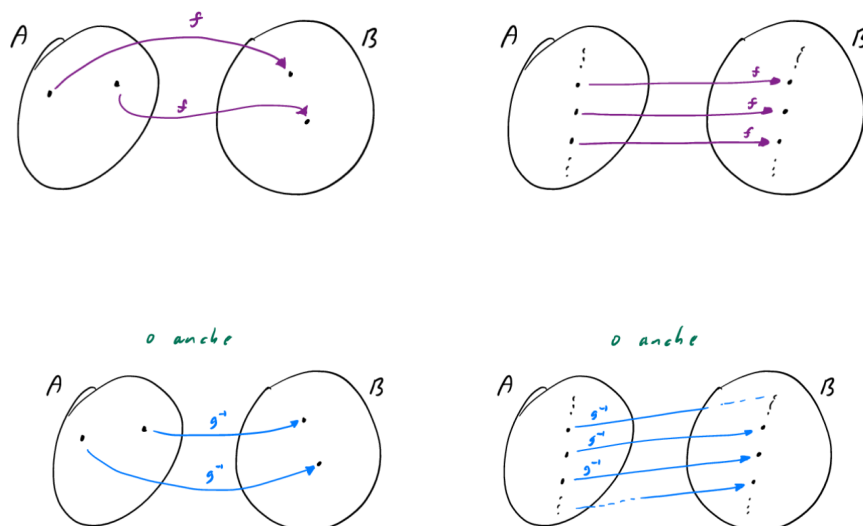 A f B A B
f f
f
f
o anche o anche
A B A B
g⁻¹ g⁻¹
g⁻¹ g⁻¹
g⁻¹